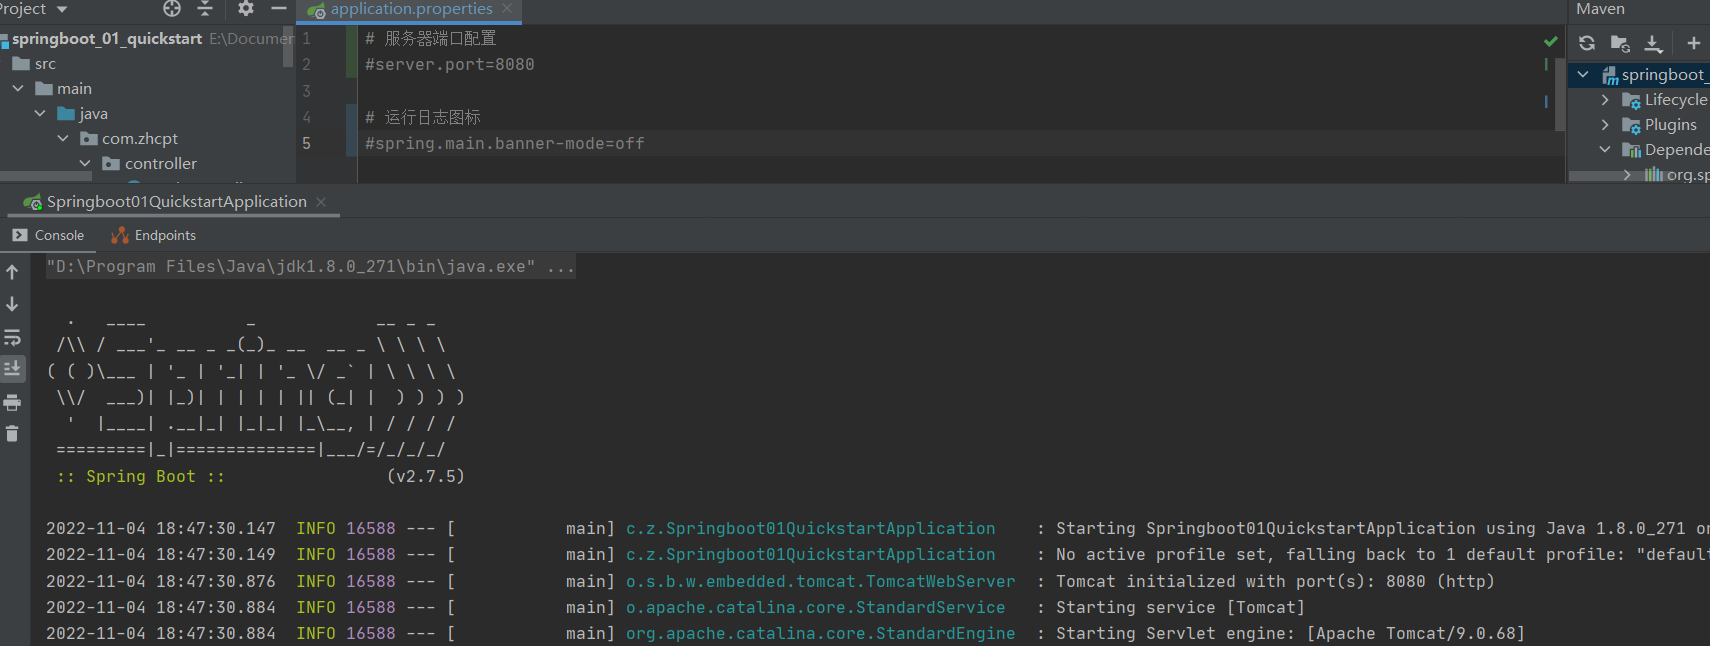 Project
application.properties
Maven
springboot_01_quickstart E:\Documer
src
main
java
com.zhcpt
controller
1 # 服务器端口配置
2 #server.port=8080
3
4 # 运行日志图标
5 #spring.main.banner-mode=off
springboot_
Lifecycle
Plugins
Depende
org.sp
Springboot01QuickstartApplication
Console Endpoints
"D:\Program Files\Java\jdk1.8.0_271\bin\java.exe" ...
  .   ____          _            __ _ _
 /\\ / ___'_ __ _ _(_)_ __  __ _ \ \ \ \
( ( )\___ | '_ | '_| | '_ \/ _` | \ \ \ \
 \\/  ___)| |_)| | | | | || (_| |  ) ) ) )
  '  |____| .__|_| |_|_| |_\__, | / / / /
 =========|_|==============|___/=/_/_/_/
 :: Spring Boot ::                (v2.7.5)
2022-11-04 18:47:30.147  INFO 16588 --- [           main] c.z.Springboot01QuickstartApplication    : Starting Springboot01QuickstartApplication using Java 1.8.0_271 on
2022-11-04 18:47:30.149  INFO 16588 --- [           main] c.z.Springboot01QuickstartApplication    : No active profile set, falling back to 1 default profile: "default
2022-11-04 18:47:30.876  INFO 16588 --- [           main] o.s.b.w.embedded.tomcat.TomcatWebServer  : Tomcat initialized with port(s): 8080 (http)
2022-11-04 18:47:30.884  INFO 16588 --- [           main] o.apache.catalina.core.StandardService   : Starting service [Tomcat]
2022-11-04 18:47:30.884  INFO 16588 --- [           main] org.apache.catalina.core.StandardEngine  : Starting Servlet engine: [Apache Tomcat/9.0.68]